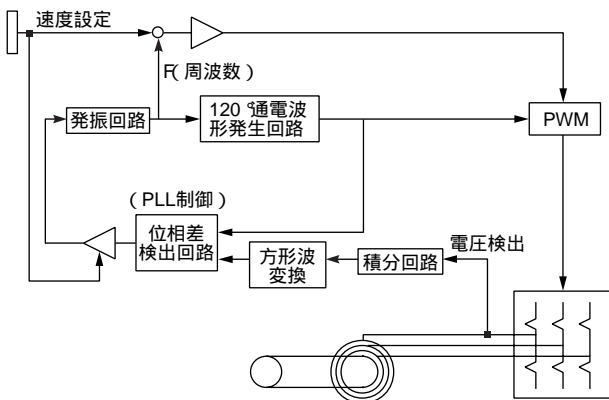 速度設定
F(周波数)
発振回路
120°通電波
形発生回路
PWM
(PLL制御)
位相差
検出回路
方形波
変換
積分回路
電圧検出